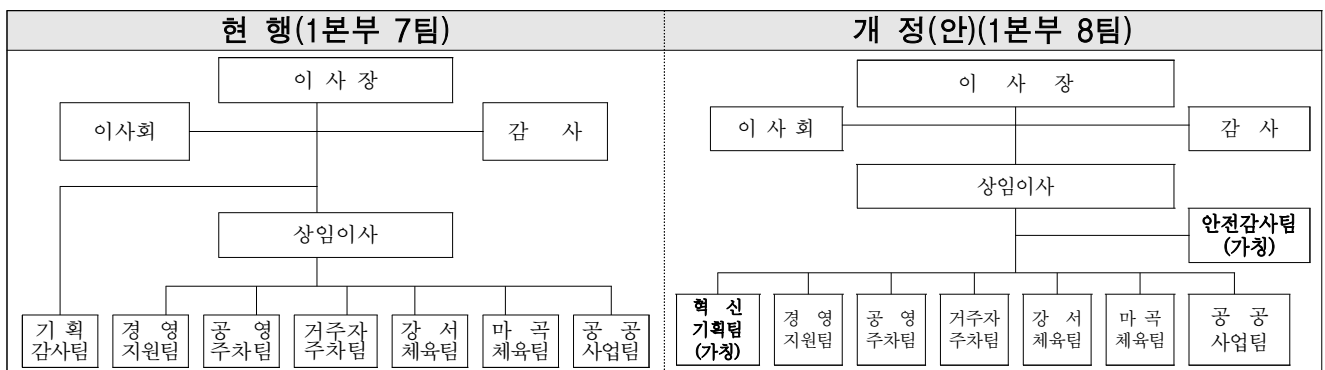 현 행(1본부 7팀)
이 사 장
이사회
감 사
상임이사
기 획
감사팀
경 영
지원팀
공 영
주차팀
거주자
주차팀
강 서
체육팀
마 곡
체육팀
공 공
사업팀
개 정(안)(1본부 8팀)
이 사 장
이 사 회
감 사
상임이사
안전감사팀
(가칭)
혁 신
기획팀
(가칭)
경 영
지원팀
공 영
주차팀
거주자
주차팀
강 서
체육팀
마 곡
체육팀
공 공
사업팀